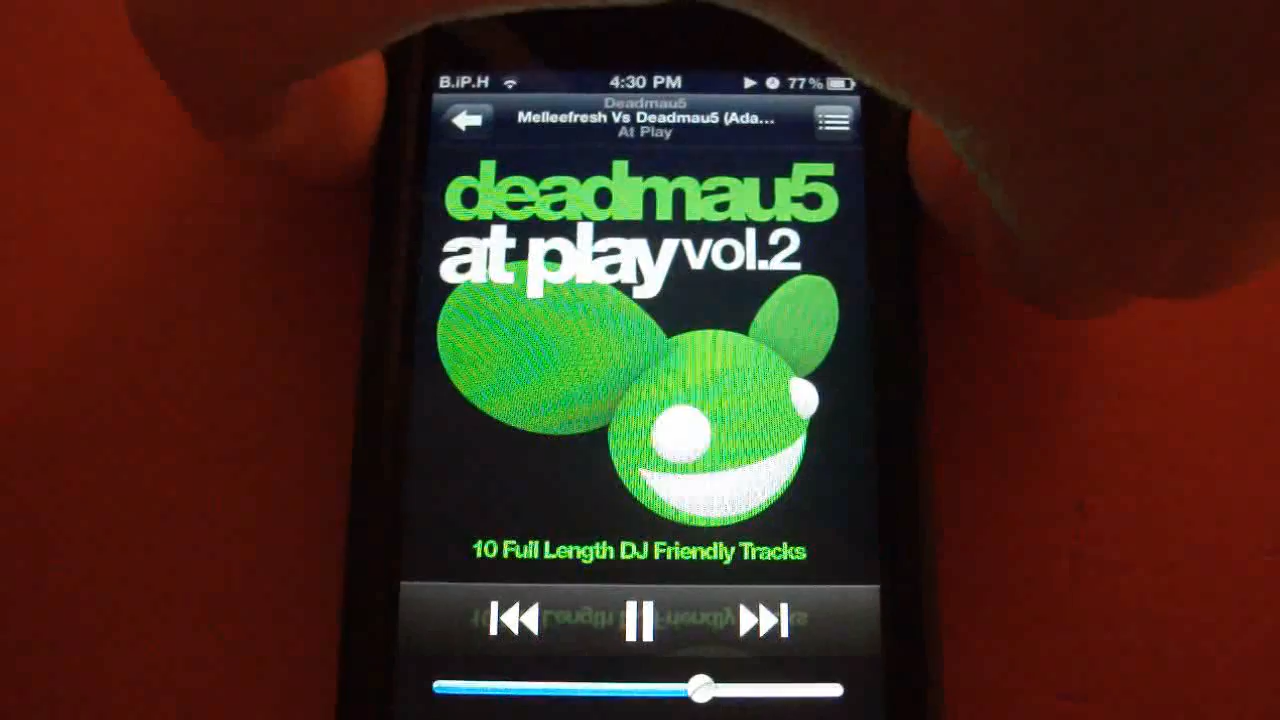 B.iP.H 4:30 PM 77%
Deadmau5
Melleefresh Vs Deadmau5 (Ada...
At Play
deadmau5
at play vol.2
10 Full Length DJ Friendly Tracks